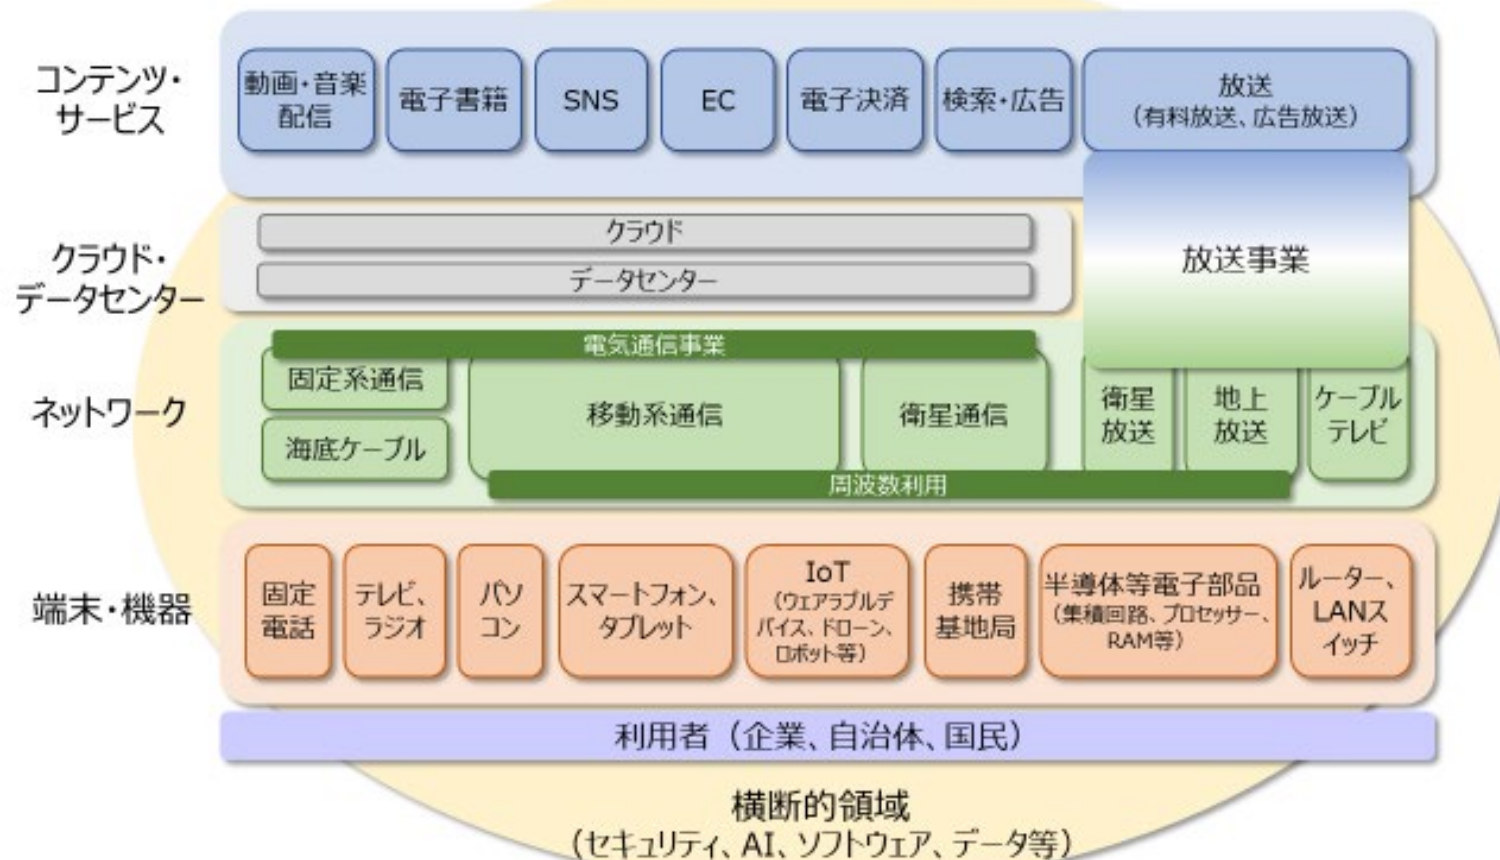 コンテンツ・
サービス
動画・音楽
配信
電子書籍
SNS
EC
電子決済
検索・広告
放送
（有料放送、広告放送）
クラウド・
データセンター
クラウド
データセンター
放送事業
ネットワーク
電気通信事業
固定系通信
海底ケーブル
移動系通信
衛星通信
衛星
放送
地上
放送
ケーブル
テレビ
周波数利用
端末・機器
固定
電話
テレビ、
ラジオ
パソ
コン
スマートフォン、
タブレット
IoT
（ウェアラブルデ
バイス、ドローン、
ロボット等）
携帯
基地局
半導体等電子部品
（集積回路、プロセッサー、
RAM等）
ルーター、
LANス
イッチ
利用者（企業、自治体、国民）
横断的領域
（セキュリティ、AI、ソフトウェア、データ等）